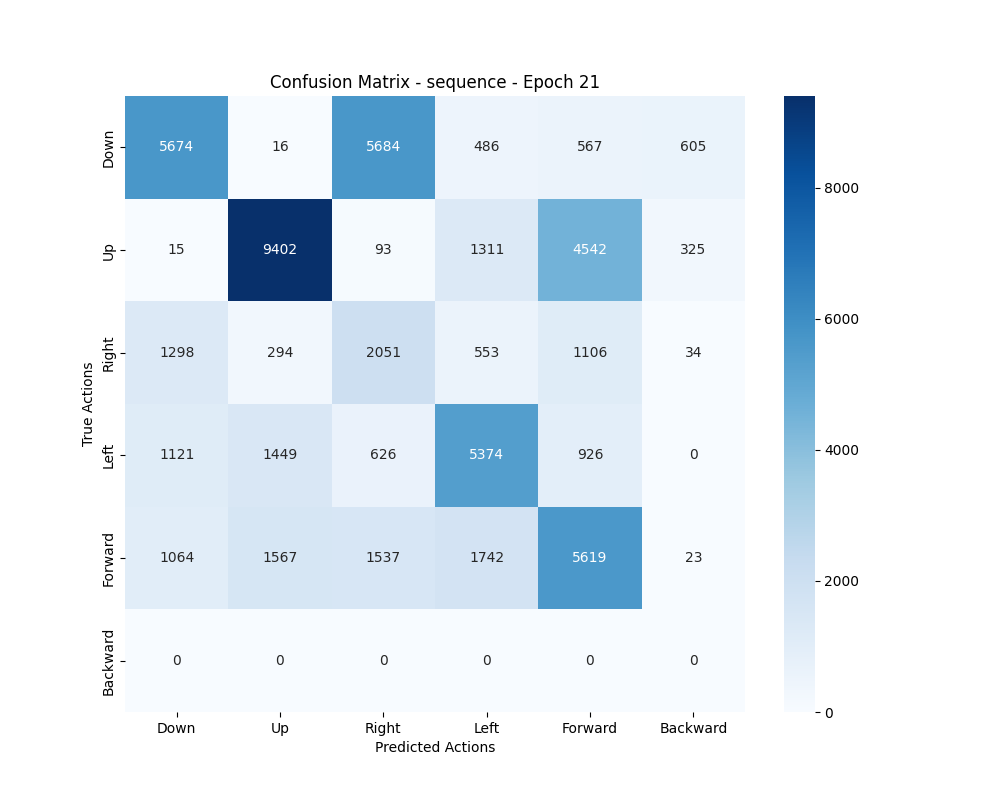 Confusion Matrix - sequence - Epoch 21
Down 5674 16 5684 486 567 605
Up 15 9402 93 1311 4542 325
Right 1298 294 2051 553 1106 34
Left 1121 1449 626 5374 926 0
Forward 1064 1567 1537 1742 5619 23
Backward 0 0 0 0 0 0
True Actions
Down Up Right Left Forward Backward
Predicted Actions
8000
6000
4000
2000
0